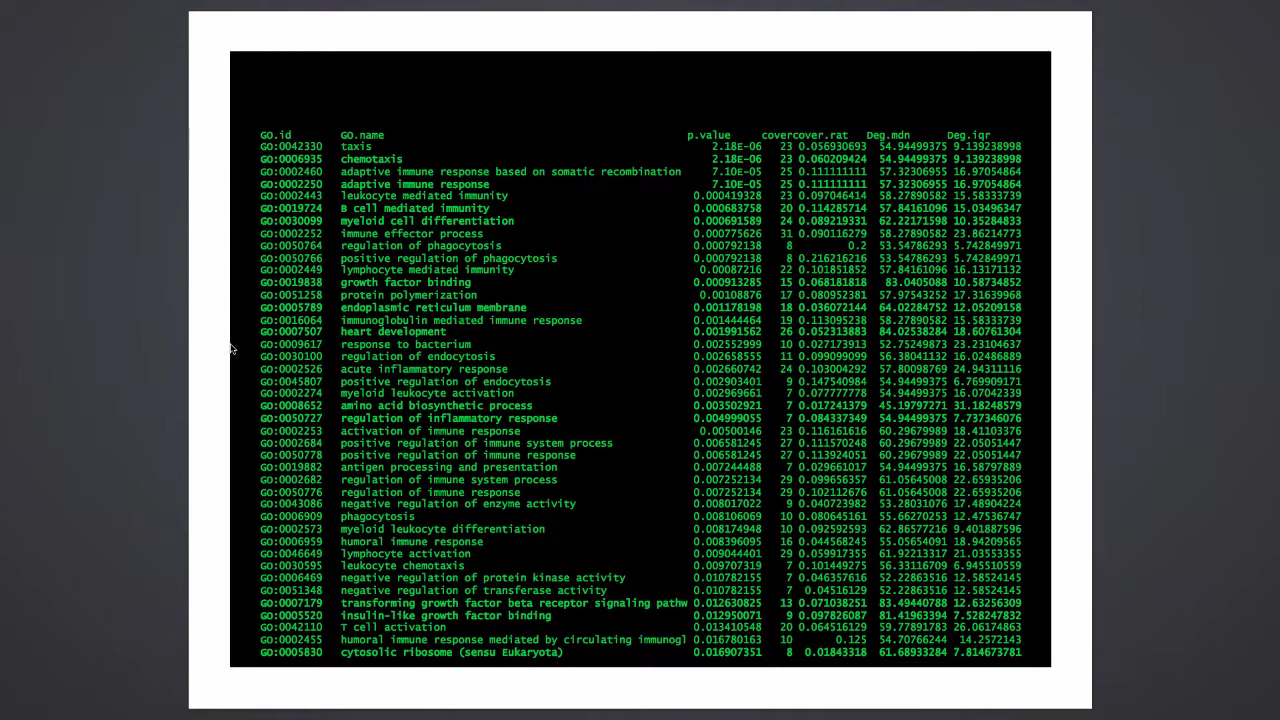 GO.id GO.name p.value covercover.rat Deg.mdn Deg.iqr
GO:0042330 taxis 2.18E-06 23 0.056930693 54.94499375 9.139238998
GO:0006935 chemotaxis 2.18E-06 23 0.060209424 54.94499375 9.139238998
GO:0002460 adaptive immune response based on somatic recombination 7.10E-05 25 0.111111111 57.32306955 16.97054864
GO:0002250 adaptive immune response 7.10E-05 25 0.111111111 57.32306955 16.97054864
GO:0002443 leukocyte mediated immunity 0.000419328 23 0.097046414 58.27890582 15.58333739
GO:0019724 B cell mediated immunity 0.000683758 20 0.114285714 57.84161096 15.03496347
GO:0030099 myeloid cell differentiation 0.000691589 24 0.089219331 62.22171598 10.35284833
GO:0002252 immune effector process 0.000775626 31 0.090116279 58.27890582 23.86214773
GO:0050764 regulation of phagocytosis 0.000792138 8 0.2 53.54786293 5.742849971
GO:0050766 positive regulation of phagocytosis 0.000792138 8 0.216216216 53.54786293 5.742849971
GO:0002449 lymphocyte mediated immunity 0.00087216 22 0.101851852 57.84161096 16.13171132
GO:0019838 growth factor binding 0.000913285 15 0.068181818 83.0405088 10.58734852
GO:0051258 protein polymerization 0.00108876 17 0.080952381 57.97543252 17.31639968
GO:0005789 endoplasmic reticulum membrane 0.001178198 18 0.036072144 64.02284752 12.05209158
GO:0016064 immunoglobulin mediated immune response 0.001444464 19 0.113095238 58.27890582 15.58333739
GO:0007507 heart development 0.001991562 26 0.052313883 84.02538284 18.60761304
GO:0009617 response to bacterium 0.002552999 10 0.027173913 52.75249873 23.23104637
GO:0030100 regulation of endocytosis 0.002658555 11 0.099099099 56.38041132 16.02486889
GO:0002526 acute inflammatory response 0.002660742 24 0.103004292 57.80098769 24.94311116
GO:0045807 positive regulation of endocytosis 0.002903401 9 0.147540984 54.94499375 6.769909171
GO:0002274 myeloid leukocyte activation 0.002969661 7 0.077777778 54.94499375 16.07042339
GO:0008652 amino acid biosynthetic process 0.003502921 7 0.017241379 45.19797271 31.18248579
GO:0050727 regulation of inflammatory response 0.004999055 7 0.084337349 54.94499375 7.737346076
GO:0002253 activation of immune response 0.00500146 23 0.116161616 60.29679989 18.41103376
GO:0002684 positive regulation of immune system process 0.006581245 27 0.111570248 60.29679989 22.05051447
GO:0050778 positive regulation of immune response 0.006581245 27 0.113924051 60.29679989 22.05051447
GO:0019882 antigen processing and presentation 0.007244488 7 0.029661017 54.94499375 16.58797889
GO:0002682 regulation of immune system process 0.007252134 29 0.099656357 61.05645008 22.65935206
GO:0050776 regulation of immune response 0.007252134 29 0.102112676 61.05645008 22.65935206
GO:0043086 negative regulation of enzyme activity 0.008017022 9 0.040723982 53.28031076 17.48904224
GO:0006909 phagocytosis 0.008106069 10 0.080645161 55.66270253 12.47536747
GO:0002573 myeloid leukocyte differentiation 0.008174948 10 0.092592593 62.86577216 9.401887596
GO:0006959 humoral immune response 0.008396095 16 0.044568245 55.05654091 18.94209565
GO:0046649 lymphocyte activation 0.009044401 29 0.059917355 61.92213317 21.03553355
GO:0030595 leukocyte chemotaxis 0.009707319 7 0.101449275 56.33116709 6.945510559
GO:0006469 negative regulation of protein kinase activity 0.010782155 7 0.046357616 52.22863516 12.58524145
GO:0051348 negative regulation of transferase activity 0.010782155 7 0.04516129 52.22863516 12.58524145
GO:0007179 transforming growth factor beta receptor signaling pathw 0.012630825 13 0.071038251 83.49440788 12.63256309
GO:0005520 insulin-like growth factor binding 0.012950071 9 0.097826087 81.41963394 7.528247832
GO:0042110 T cell activation 0.013410548 20 0.064516129 59.77891783 26.06174863
GO:0002455 humoral immune response mediated by circulating immunogl 0.016780163 10 0.125 54.70766244 14.2572143
GO:0005830 cytosolic ribosome (sensu Eukaryota) 0.016907351 8 0.01843318 61.68933284 7.814673781